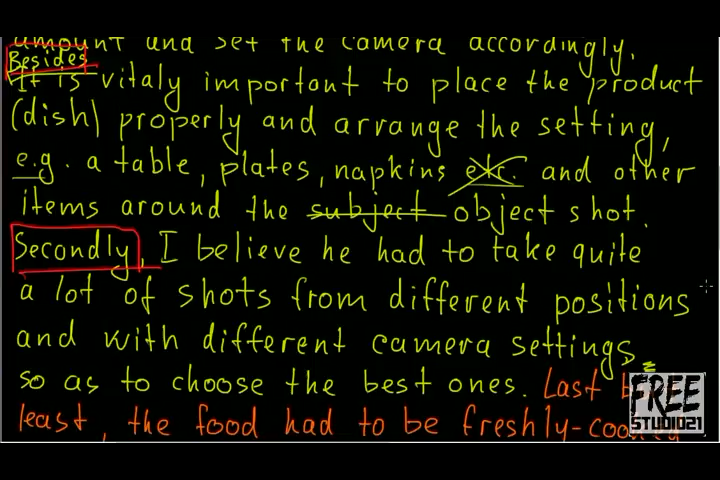 amount and set the camera accordingly.
Besides
It is vitaly important to place the product
(dish) properly and arrange the setting,
e.g. a table, plates, napkins etc. and other
items around the subject object shot.
Secondly, I believe he had to take quite
a lot of shots from different positions
and with different camera settings
so as to choose the best ones. Last
least, the food had to be freshly-cooked
FREE
STUDIO21